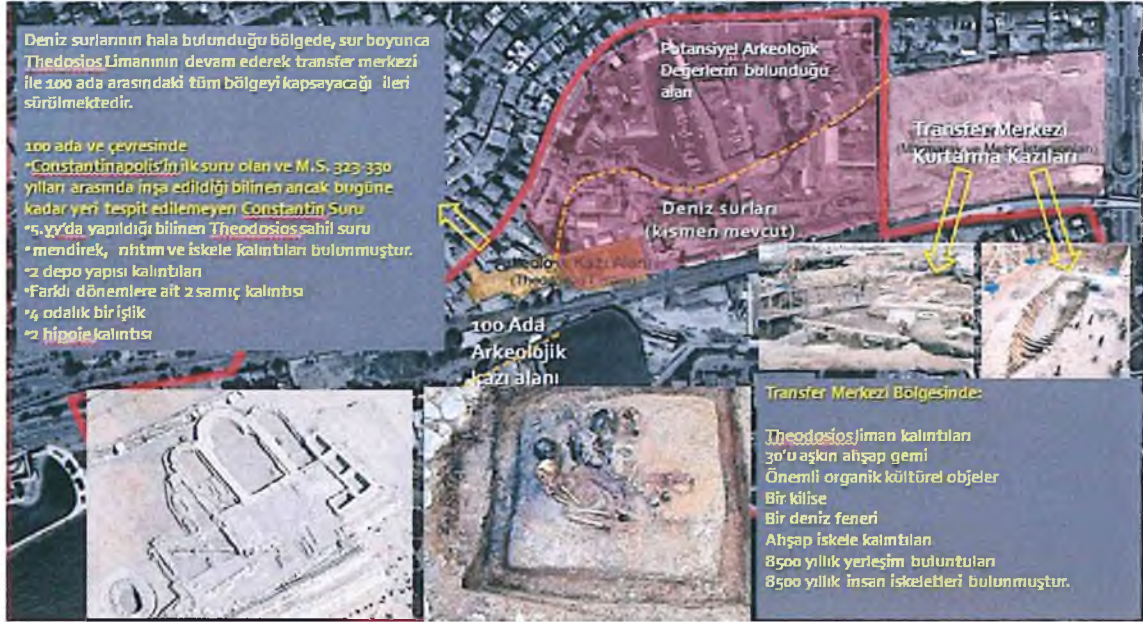 Deniz surlarının hala bulunduğu bölgede, sur boyunca
Thedosios Limanının devam ederek transfer merkezi
ile 100 ada arasındaki tüm bölgeyi kapsayacağı ileri
sürülmektedir.
100 ada ve çevresinde
•Constantinapolis'in ilk suru olan ve M.S. 323-330
yılları arasında inşa edildiği bilinen ancak bugüne
kadar yeri tespit edilemeyen Constantin Suru
•5.yy'da yapıldığı bilinen Theodosios sahil suru
•mendirek, rıhtım ve iskele kalıntıları bulunmuştur.
•2 depo yapısı kalıntıları
•Farklı dönemlere ait 2 sarnıç kalıntısı
•4 odalık bir işlik
•2 hipoje kalıntısı
Potansiyel Arkeolojik
Değerlerin bulunduğu
alan
Transfer Merkezi
(Marmaray ve Metro İstasyonları)
Kurtarma Kazıları
Deniz surları
(kısmen mevcut)
Kazı Alanı
100 Ada
Arkeolojik
kazı alanı
Transfer Merkezi Bölgesinde:
Theodosios liman kalıntıları
30'u aşkın ahşap gemi
Önemli organik kültürel objeler
Bir kilise
Bir deniz feneri
Ahşap iskele kalıntıları
8500 yıllık yerleşim buluntuları
8500 yıllık insan iskeletleri bulunmuştur.